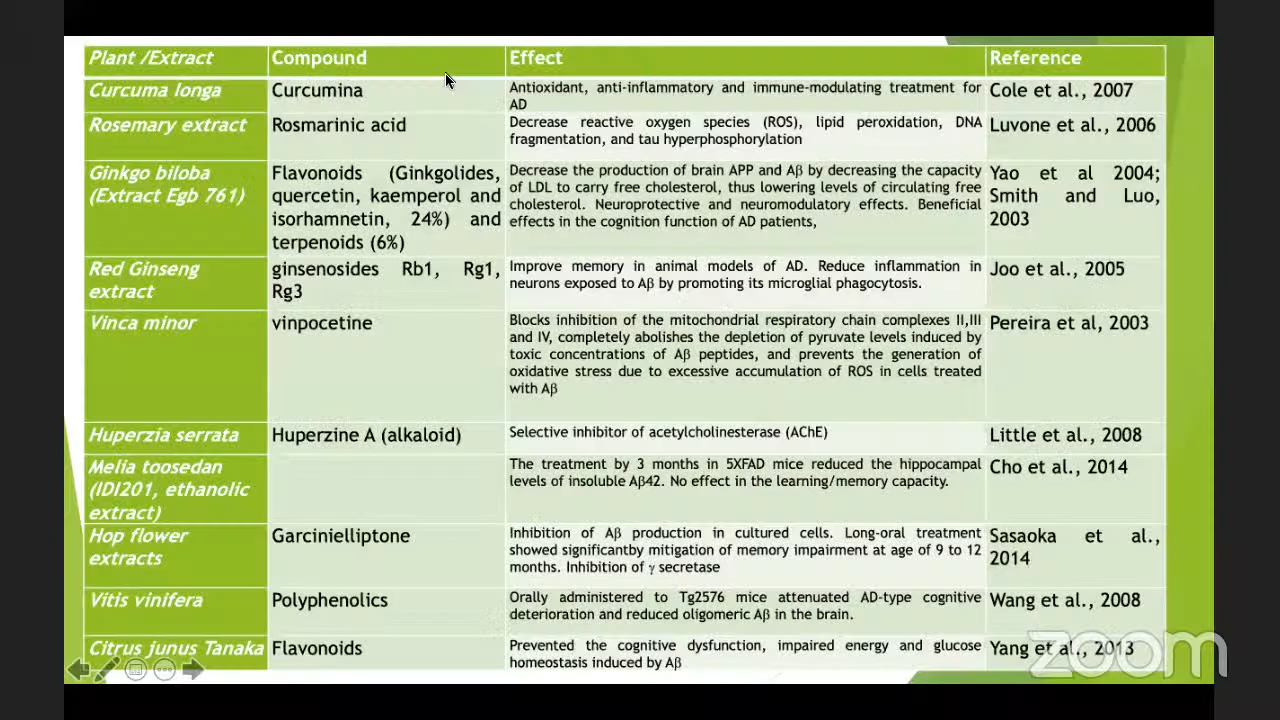 Plant /Extract
Compound
Effect
Reference
Curcuma longa
Curcumina
Antioxidant, anti-inflammatory and immune-modulating treatment for
AD
Cole et al., 2007
Rosemary extract
Rosmarinic acid
Decrease reactive oxygen species (ROS), lipid peroxidation, DNA
fragmentation, and tau hyperphosphorylation
Luvone et al., 2006
Ginkgo biloba
(Extract Egb 761)
Flavonoids (Ginkgolides,
quercetin, kaemperol and
isorhamnetin, 24%) and
terpenoids (6%)
Decrease the production of brain APP and Aβ by decreasing the capacity
of LDL to carry free cholesterol, thus lowering levels of circulating free
cholesterol. Neuroprotective and neuromodulatory effects. Beneficial
effects in the cognition function of AD patients,
Yao et al 2004;
Smith and Luo,
2003
Red Ginseng
extract
ginsenosides Rb1, Rg1,
Rg3
Improve memory in animal models of AD. Reduce inflammation in
neurons exposed to Aβ by promoting its microglial phagocytosis.
Joo et al., 2005
Vinca minor
vinpocetine
Blocks inhibition of the mitochondrial respiratory chain complexes II,III
and IV, completely abolishes the depletion of pyruvate levels induced by
toxic concentrations of Aβ peptides, and prevents the generation of
oxidative stress due to excessive accumulation of ROS in cells treated
with Aβ
Pereira et al, 2003
Huperzia serrata
Huperzine A (alkaloid)
Selective inhibitor of acetylcholinesterase (AChE)
Little et al., 2008
Melia toosedan
(IDI201, ethanolic
extract)
The treatment by 3 months in 5XFAD mice reduced the hippocampal
levels of insoluble Aβ42. No effect in the learning/memory capacity.
Cho et al., 2014
Hop flower
extracts
Garcinielliptone
Inhibition of Aβ production in cultured cells. Long-oral treatment
showed significantby mitigation of memory impairment at age of 9 to 12
months. Inhibition of γ secretase
Sasaoka et al.,
2014
Vitis vinifera
Polyphenolics
Orally administered to Tg2576 mice attenuated AD-type cognitive
deterioration and reduced oligomeric Aβ in the brain.
Wang et al., 2008
Citrus junus Tanaka
Flavonoids
Prevented the cognitive dysfunction, impaired energy and glucose
homeostasis induced by Aβ
Yang et al., 2013
zoom